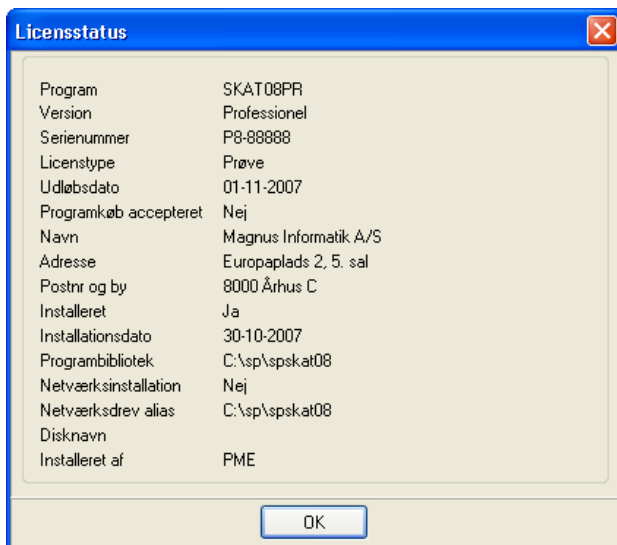 Licensstatus
Program SKAT08PR
Version Professionel
Serienummer P8-88888
Licenstype Prøve
Udløbsdato 01-11-2007
Programkøb accepteret Nej
Navn Magnus Informatik A/S
Adresse Europaplads 2, 5. sal
Postnr og by 8000 Århus C
Installeret Ja
Installationsdato 30-10-2007
Programbibliotek C:\sp\spskat08
Netværksinstallation Nej
Netværksdrev alias C:\sp\spskat08
Disknavn
Installeret af PME
OK